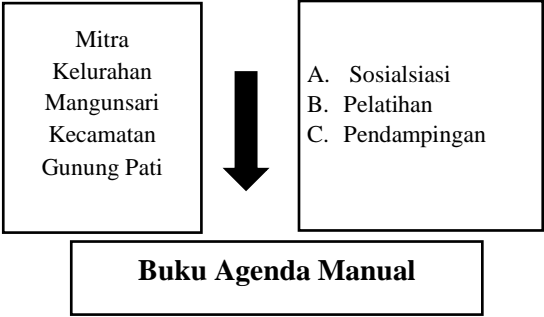 Mitra
Kelurahan
Mangunsari
Kecamatan
Gunung Pati
A. Sosialsiasi
B. Pelatihan
C. Pendampingan
Buku Agenda Manual